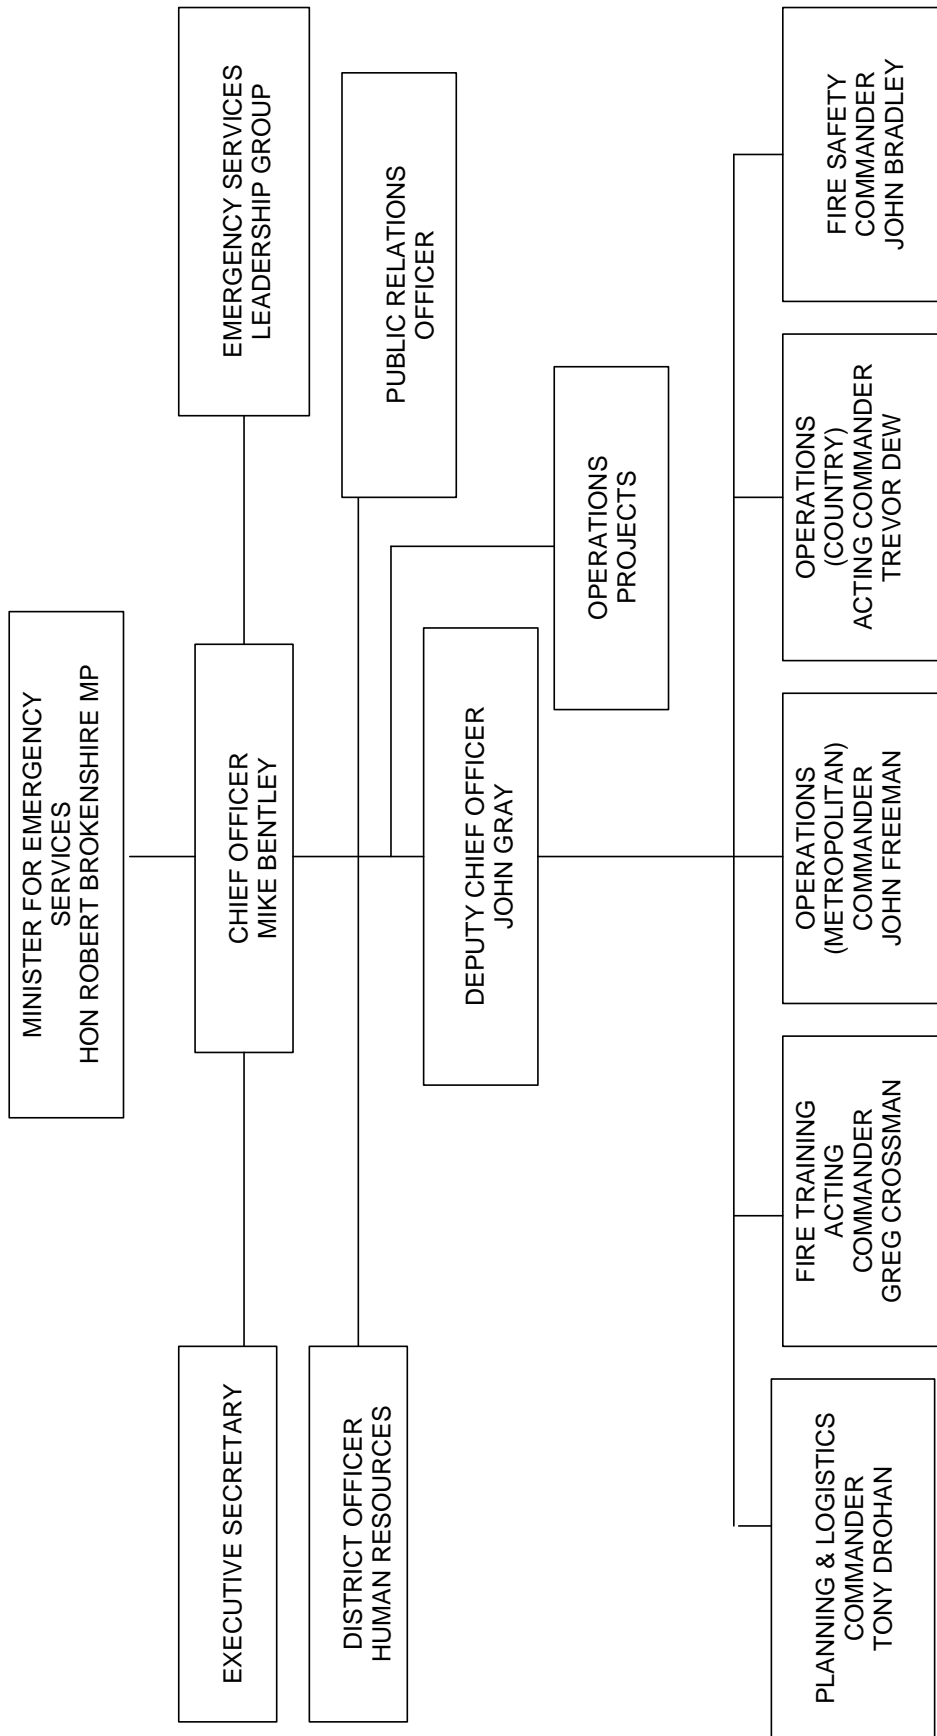 MINISTER FOR EMERGENCY
SERVICES
HON ROBERT BROKENSHIRE MP
EXECUTIVE SECRETARY
CHIEF OFFICER
MIKE BENTLEY
EMERGENCY SERVICES
LEADERSHIP GROUP
DISTRICT OFFICER
HUMAN RESOURCES
PUBLIC RELATIONS
OFFICER
DEPUTY CHIEF OFFICER
JOHN GRAY
OPERATIONS
PROJECTS
PLANNING & LOGISTICS
COMMANDER
TONY DROHAN
FIRE TRAINING
ACTING
COMMANDER
GREG CROSSMAN
OPERATIONS
(METROPOLITAN)
COMMANDER
JOHN FREEMAN
OPERATIONS
(COUNTRY)
ACTING COMMANDER
TREVOR DEW
FIRE SAFETY
COMMANDER
JOHN BRADLEY